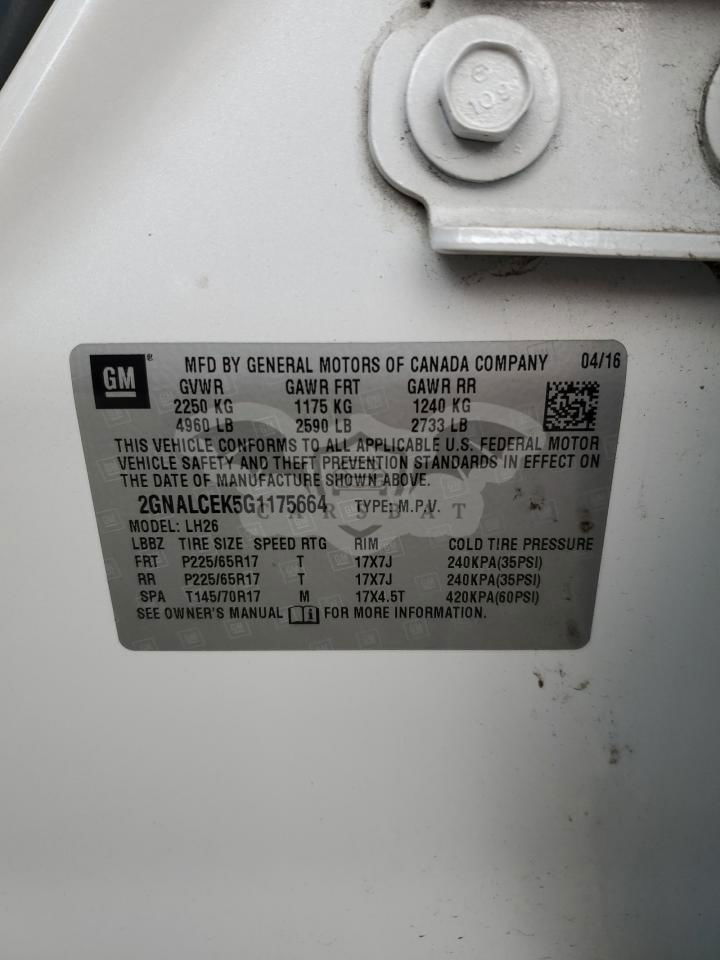 10.9
GM ® MFD BY GENERAL MOTORS OF CANADA COMPANY 04/16
GVWR GAWR FRT GAWR RR
2250 KG 1175 KG 1240 KG
4960 LB 2590 LB 2733 LB
THIS VEHICLE CONFORMS TO ALL APPLICABLE U.S. FEDERAL MOTOR
VEHICLE SAFETY AND THEFT PREVENTION STANDARDS IN EFFECT ON
THE DATE OF MANUFACTURE SHOWN ABOVE.
2GNALCEK5G1175664 TYPE: M.P.V.
CARSBAT
MODEL: LH26
LBBZ TIRE SIZE SPEED RTG RIM COLD TIRE PRESSURE
FRT P225/65R17 T 17X7J 240KPA(35PSI)
RR P225/65R17 T 17X7J 240KPA(35PSI)
SPA T145/70R17 M 17X4.5T 420KPA(60PSI)
SEE OWNER'S MANUAL FOR MORE INFORMATION.